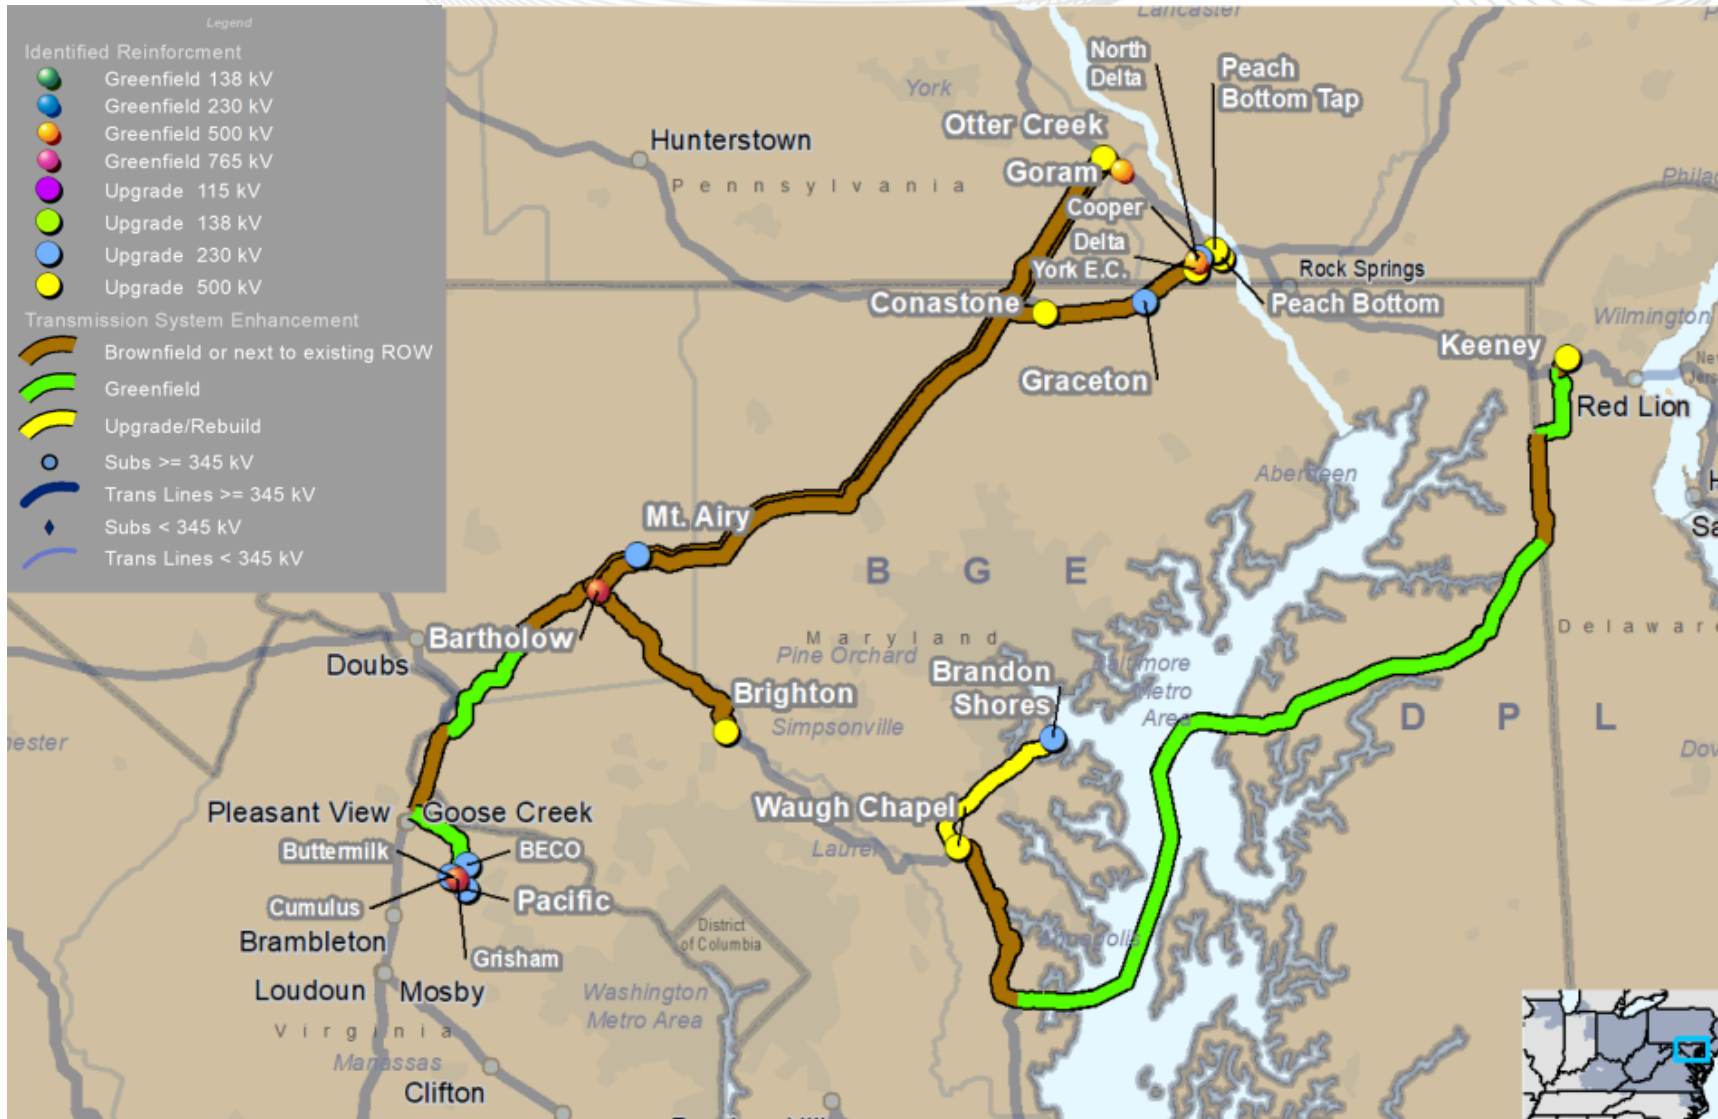 Legend
Identified Reinforcment
Greenfield 138 kV
Greenfield 230 kV
Greenfield 500 kV
Greenfield 765 kV
Upgrade 115 kV
Upgrade 138 kV
Upgrade 230 kV
Upgrade 500 kV
Transmission System Enhancement
Brownfield or next to existing ROW
Greenfield
Upgrade/Rebuild
Subs >= 345 kV
Trans Lines >= 345 kV
Subs < 345 kV
Trans Lines < 345 kV
Lancaster
North
Delta
Peach
Bottom Tap
York
Otter Creek
Hunterstown
Goram
Pennsylvania
Cooper
Delta
York E.C.
Rock Springs
Conastone
Peach Bottom
Wilmington
Keeney
Graceton
Red Lion
Aberdeen
Mt. Airy
B G E
Maryland
Delaware
Bartholow
Pine Orchard
Doubs
Baltimore
Metro
Area
Brandon
Shores
Brighton
Simpsonville
D P L
Waugh Chapel
Pleasant View
Goose Creek
Laurel
Buttermilk
BECO
Pacific
Cumulus
District
of Columbia
Brambleton
Annapolis
Grisham
Loudoun
Mosby
Washington
Metro Area
Virginia
Manassas
Clifton